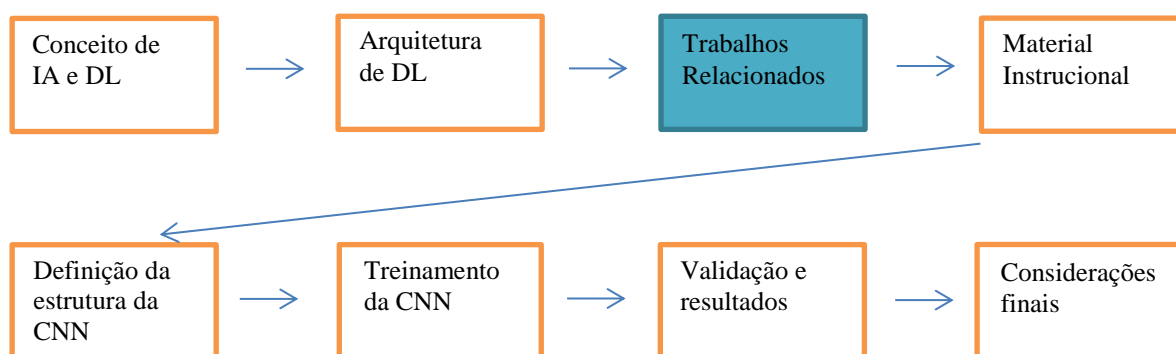 Conceito de
IA e DL
Arquitetura
de DL
Trabalhos
Relacionados
Material
Instrucional
Definição da
estrutura da
CNN
Treinamento
da CNN
Validação e
resultados
Considerações
finais